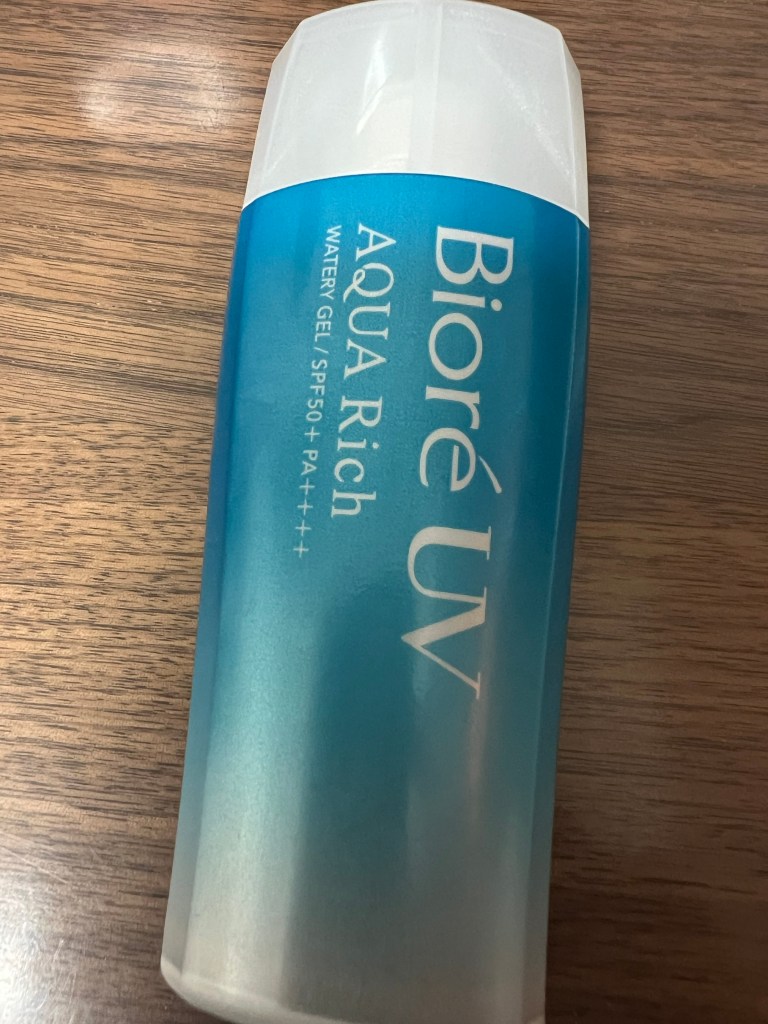 Bioré UV
AQUA Rich
WATERY GEL / SPF50+ PA++++